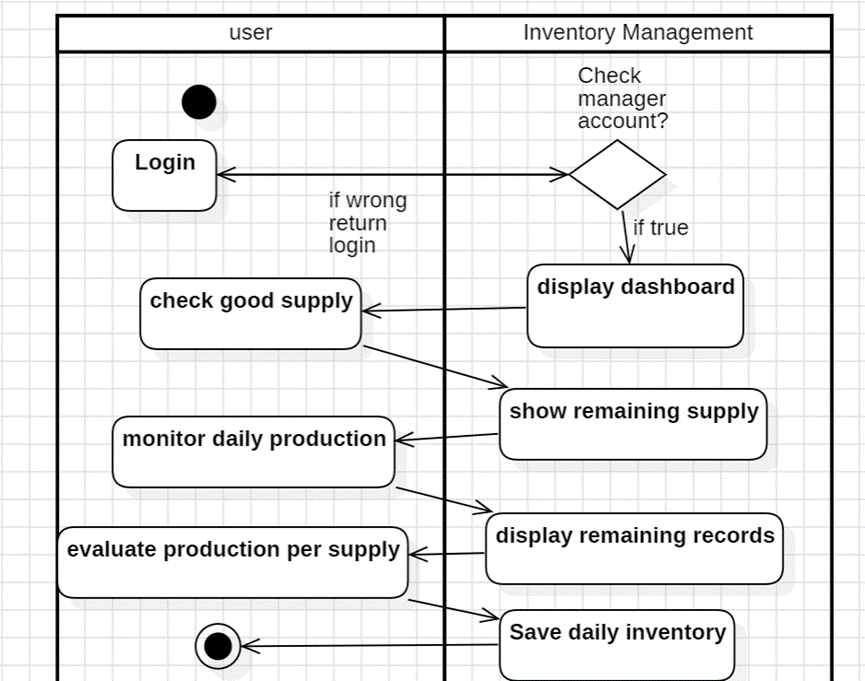 user
Inventory Management
Check
manager
account?
Login
if wrong
return
login
if true
display dashboard
check good supply
show remaining supply
monitor daily production
display remaining records
evaluate production per supply
Save daily inventory